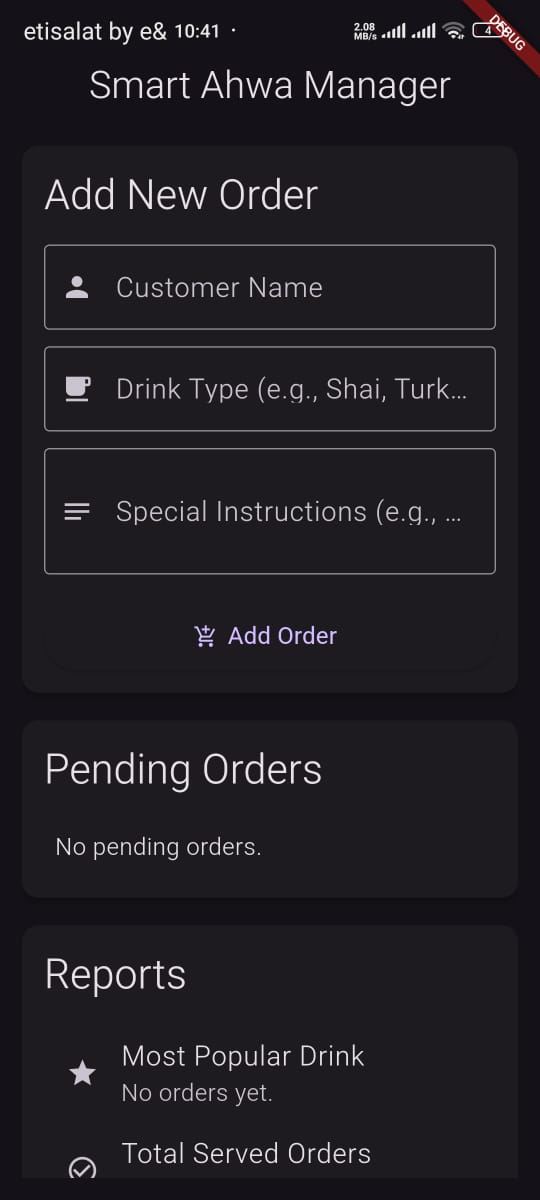 etisalat by e& 10:41 ·
2.08
MB/s
4
DEBUG
Smart Ahwa Manager
Add New Order
Customer Name
Drink Type (e.g., Shai, Turk...
Special Instructions (e.g., ...
Add Order
Pending Orders
No pending orders.
Reports
Most Popular Drink
No orders yet.
Total Served Orders